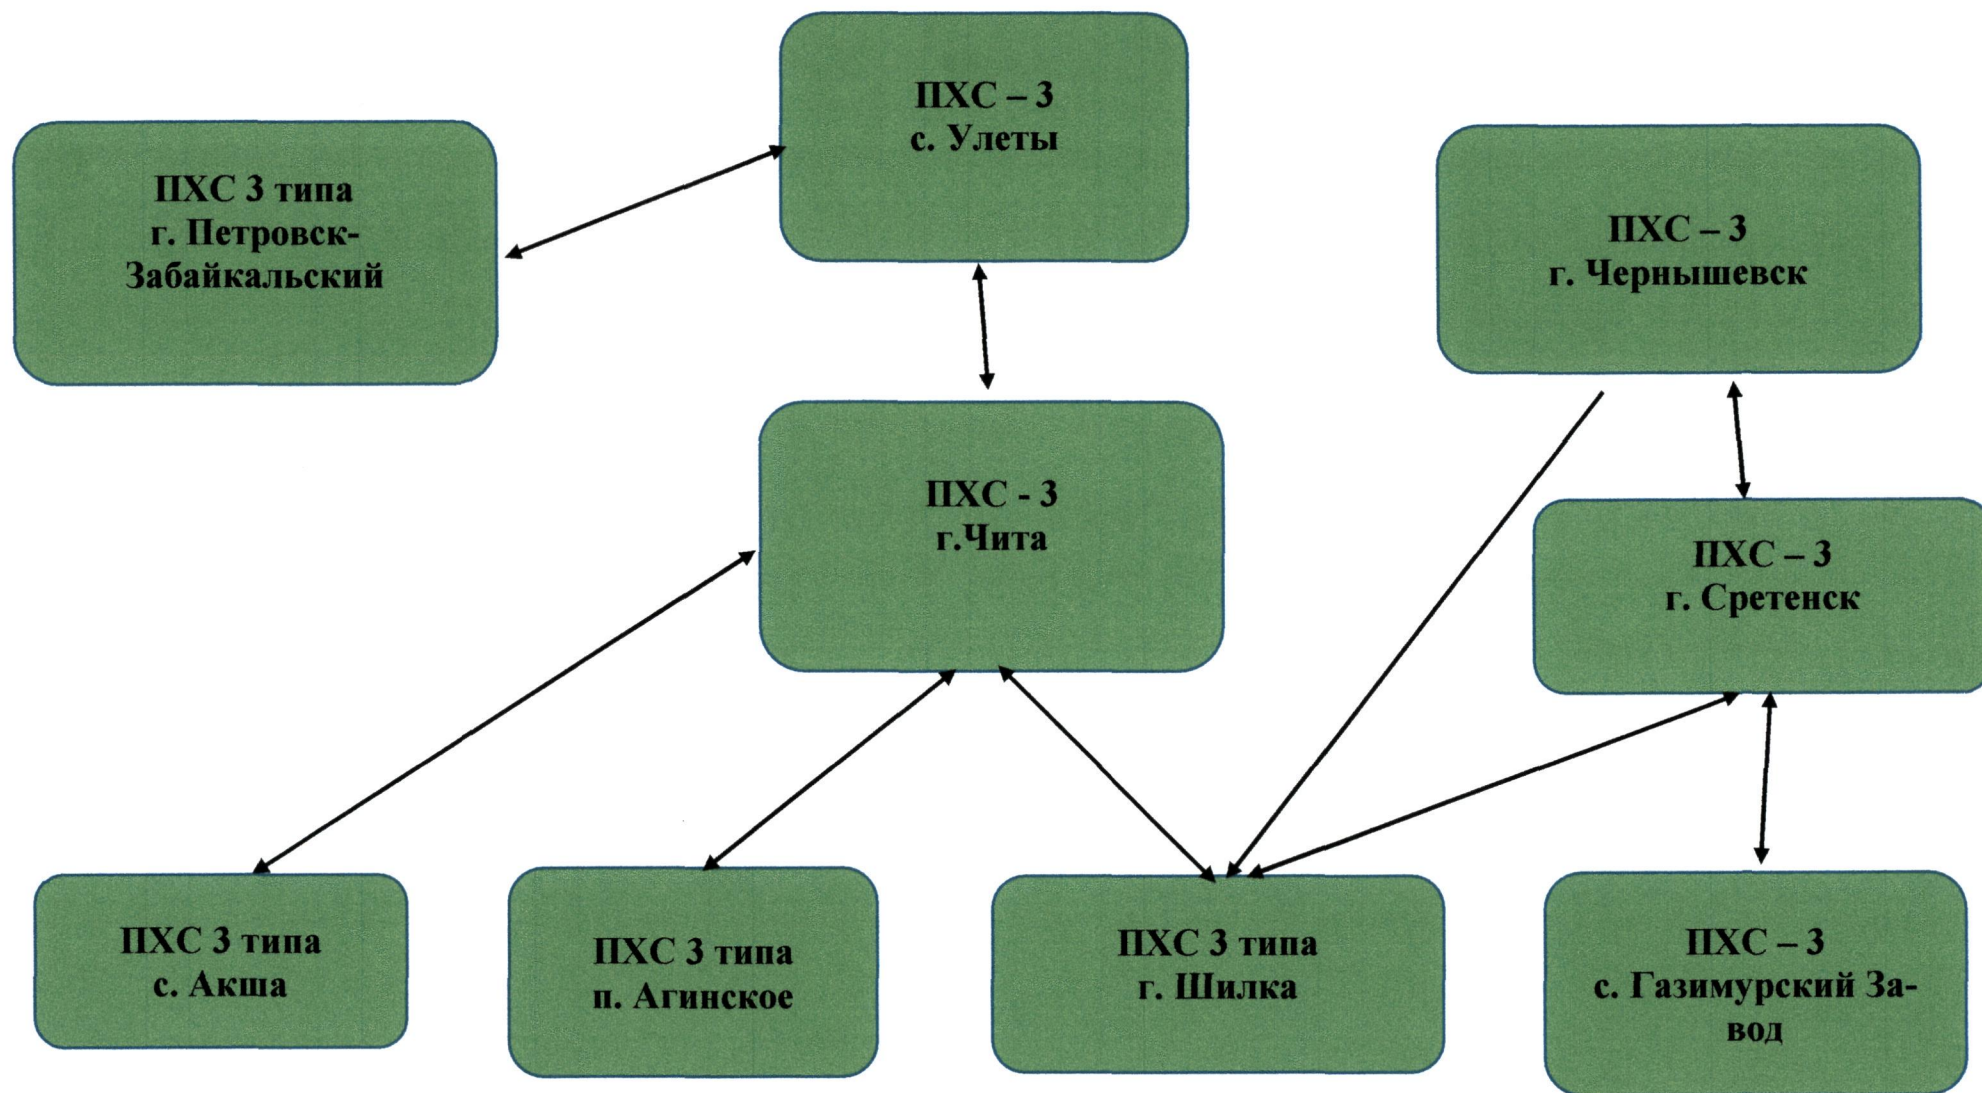 ПХС – 3
с. Улеты
ПХС 3 типа
г. Петровск-
Забайкальский
ПХС – 3
г. Чернышевск
ПХС - 3
г.Чита
ПХС – 3
г. Сретенск
ПХС 3 типа
с. Акша
ПХС 3 типа
п. Агинское
ПХС 3 типа
г. Шилка
ПХС – 3
с. Газимурский За-
вод